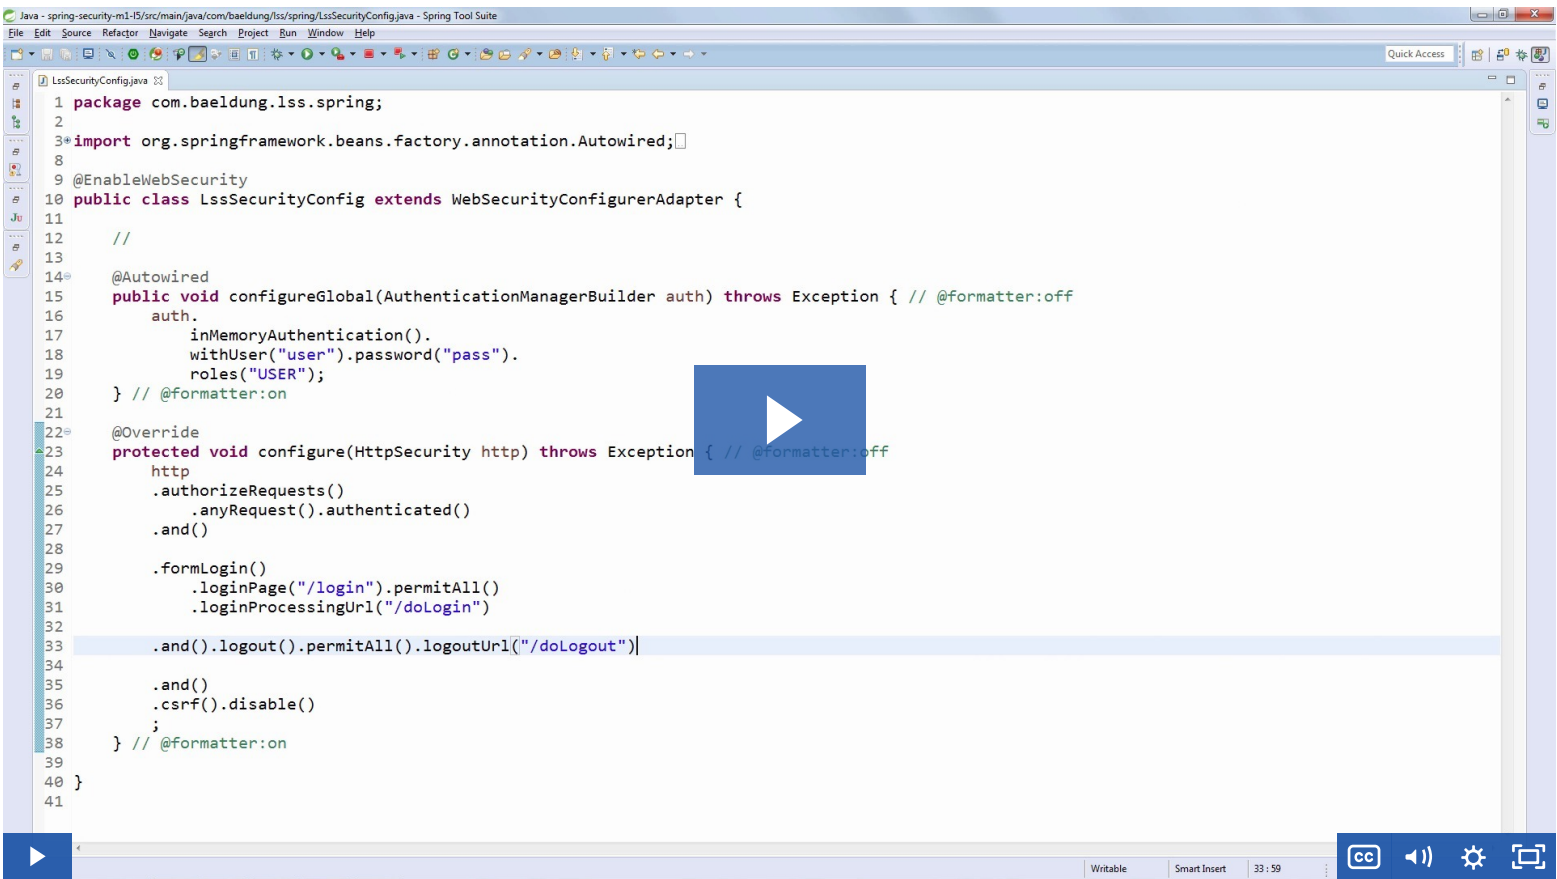 Java - spring-security-m1-l5/src/main/java/com/baeldung/lss/spring/LssSecurityConfig.java - Spring Tool Suite
File Edit Source Refactor Navigate Search Project Run Window Help
Quick Access
LssSecurityConfig.java
1 package com.baeldung.lss.spring;
2
3 import org.springframework.beans.factory.annotation.Autowired;
8
9 @EnableWebSecurity
10 public class LssSecurityConfig extends WebSecurityConfigurerAdapter {
11
12 //
13
14 @Autowired
15 public void configureGlobal(AuthenticationManagerBuilder auth) throws Exception { // @formatter:off
16 auth.
17 inMemoryAuthentication().
18 withUser("user").password("pass").
19 roles("USER");
20 } // @formatter:on
21
22 @Override
23 protected void configure(HttpSecurity http) throws Exception { // @formatter:off
24 http
25 .authorizeRequests()
26 .anyRequest().authenticated()
27 .and()
28
29 .formLogin()
30 .loginPage("/login").permitAll()
31 .loginProcessingUrl("/doLogin")
32
33 .and().logout().permitAll().logoutUrl("/doLogout")
34
35 .and()
36 .csrf().disable()
37 ;
38 } // @formatter:on
39
40 }
41
CC
Writable Smart Insert 33 : 59